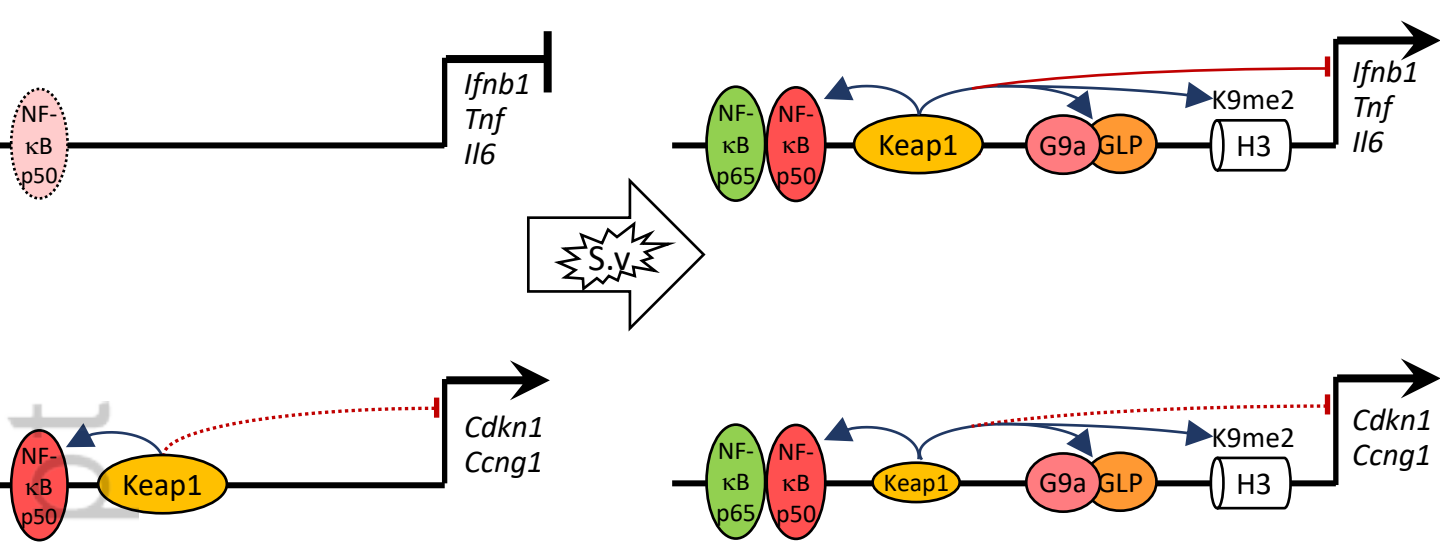 NF-
κB
p50
Ifnb1
Tnf
Il6
NF-
κB
p65
NF-
κB
p50
Keap1
G9a
GLP
K9me2
H3
Ifnb1
Tnf
Il6
S.v
NF-
κB
p50
Keap1
Cdkn1
Ccng1
NF-
κB
p65
NF-
κB
p50
Keap1
G9a
GLP
K9me2
H3
Cdkn1
Ccng1